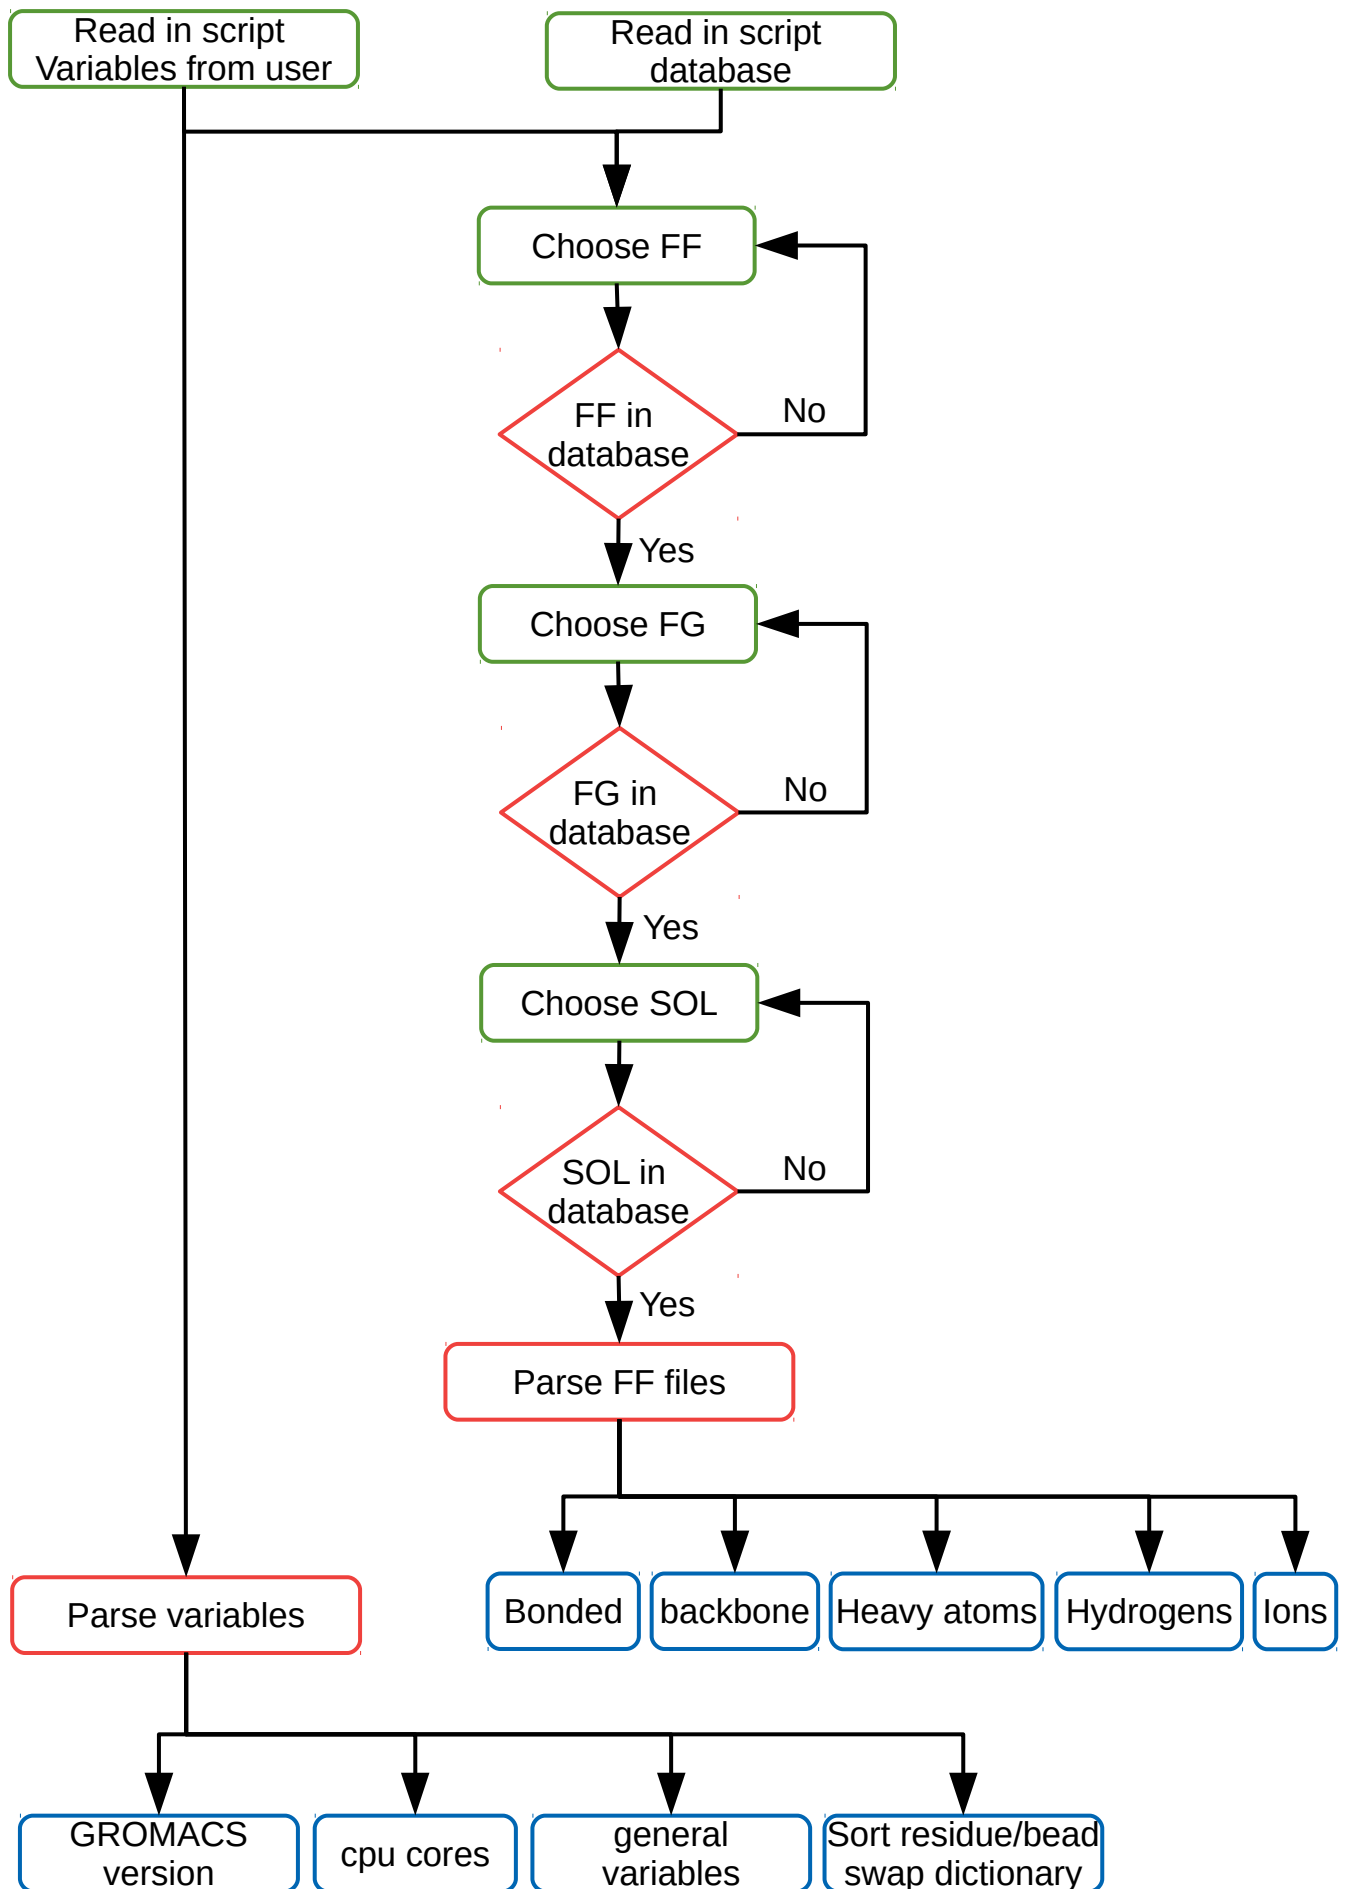 Read in script
Variables from user
Read in script
database
Choose FF
FF in
database
No
Yes
Choose FG
FG in
database
No
Yes
Choose SOL
SOL in
database
No
Yes
Parse FF files
Bonded
backbone
Heavy atoms
Hydrogens
Ions
Parse variables
GROMACS
version
cpu cores
general
variables
Sort residue/bead
swap dictionary